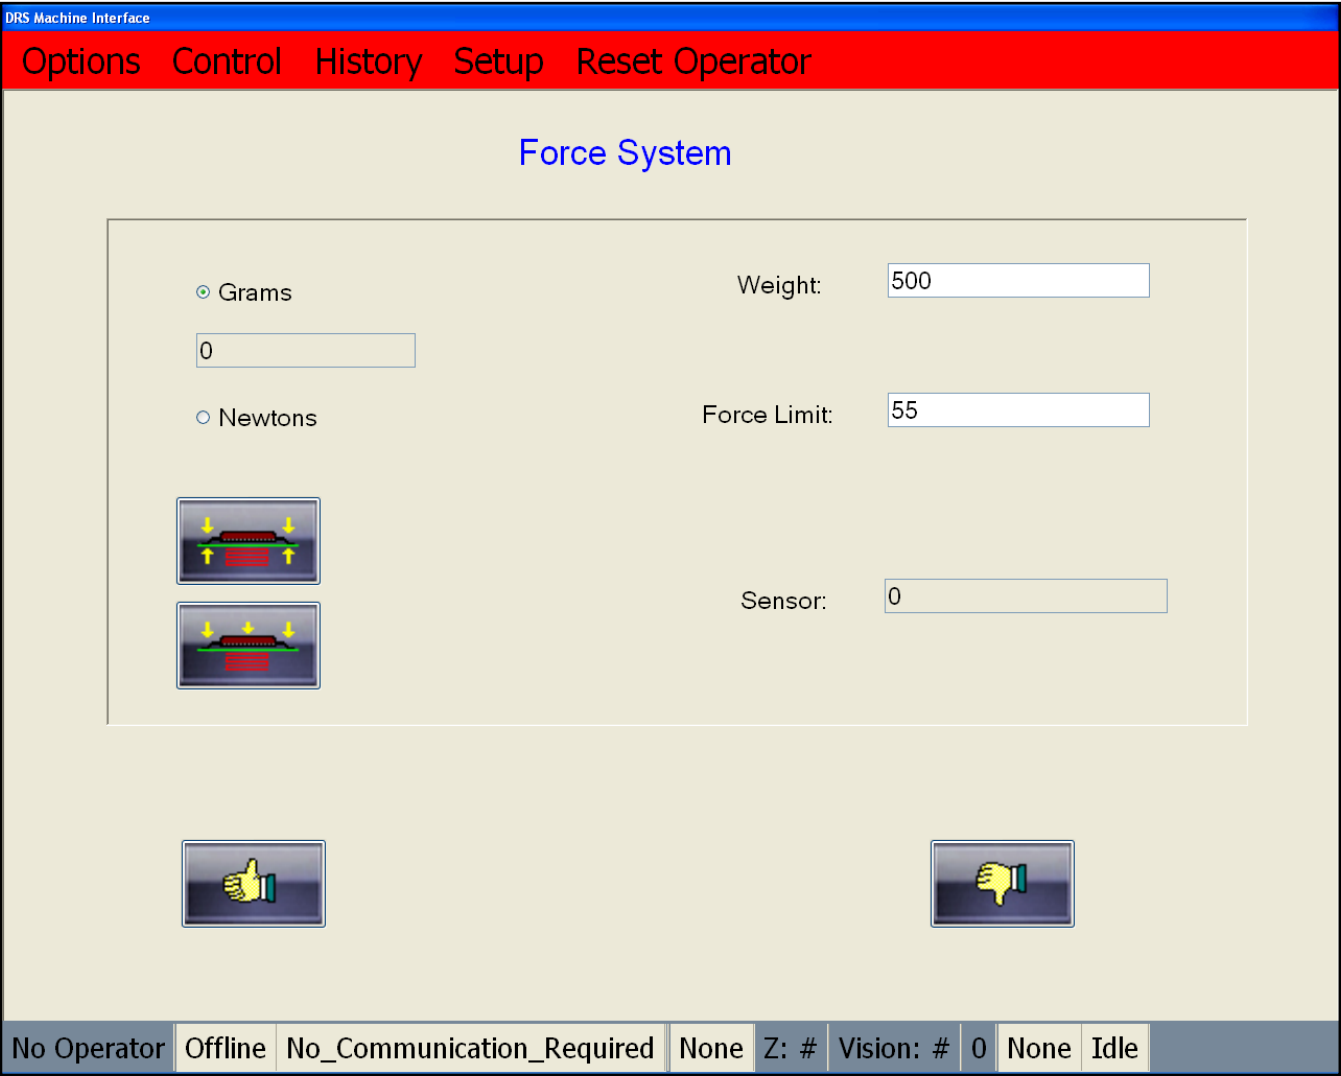 DRS Machine Interface
Options Control History Setup Reset Operator
Force System
Grams
0
Newtons
Weight: 500
Force Limit: 55
Sensor: 0
No Operator Offline No_Communication_Required None Z: # Vision: # 0 None Idle